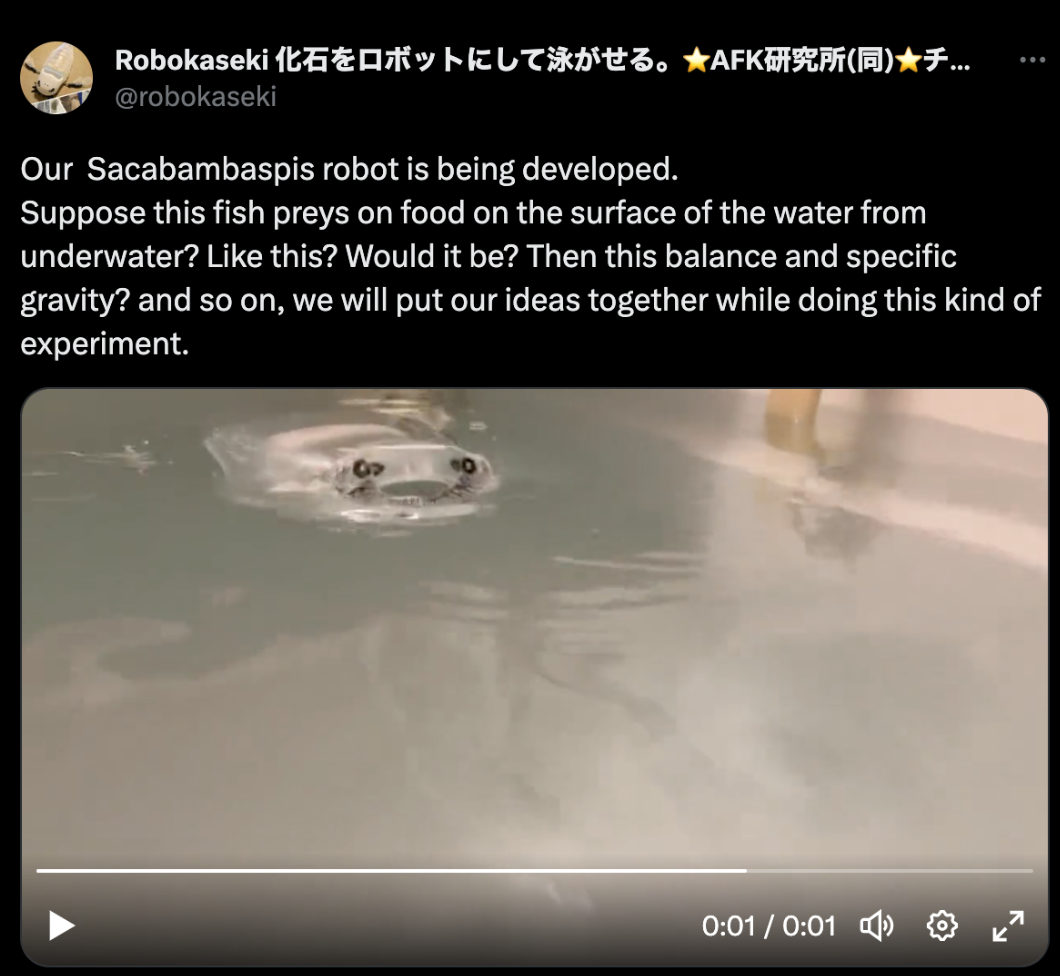 Robokaseki 化石をロボットにして泳がせる。⭐AFK研究所(同)⭐チ...
@robokaseki
Our  Sacabambaspis robot is being developed.
Suppose this fish preys on food on the surface of the water from
underwater? Like this? Would it be? Then this balance and specific
gravity? and so on, we will put our ideas together while doing this kind of
experiment.
0:01 / 0:01